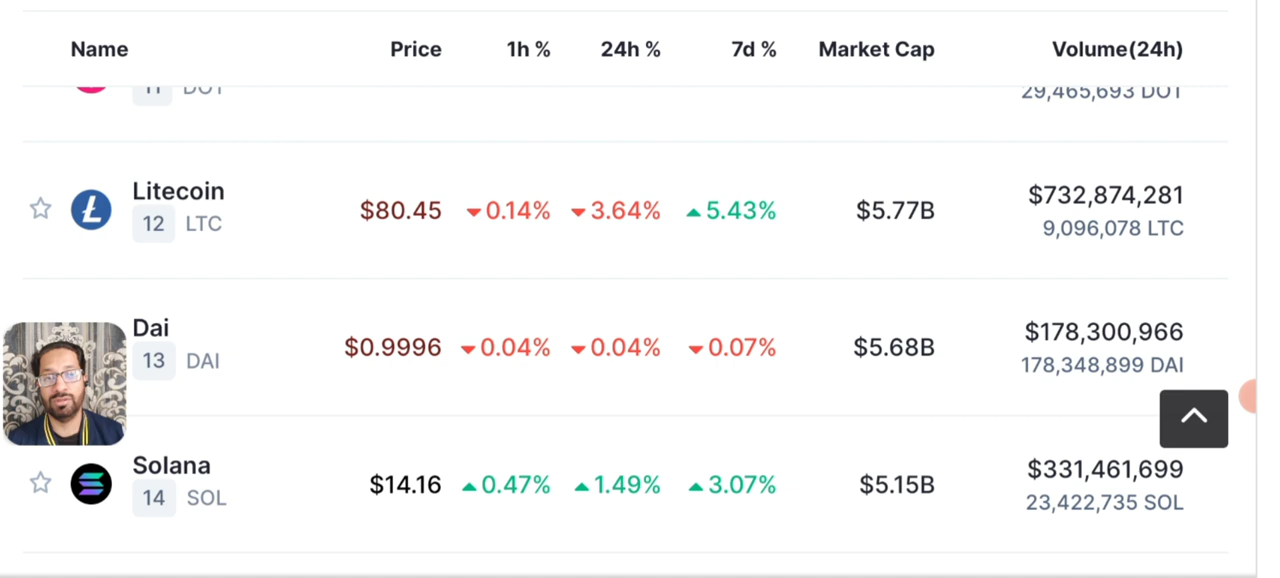 Name Price 1h % 24h % 7d % Market Cap Volume(24h)
11 DOT 29,465,693 DOT
Litecoin $732,874,281
$80.45 0.14% 3.64% 5.43% $5.77B
12 LTC 9,096,078 LTC
Dai $178,300,966
$0.9996 0.04% 0.04% 0.07% $5.68B
13 DAI 178,348,899 DAI
Solana $331,461,699
$14.16 0.47% 1.49% 3.07% $5.15B
14 SOL 23,422,735 SOL